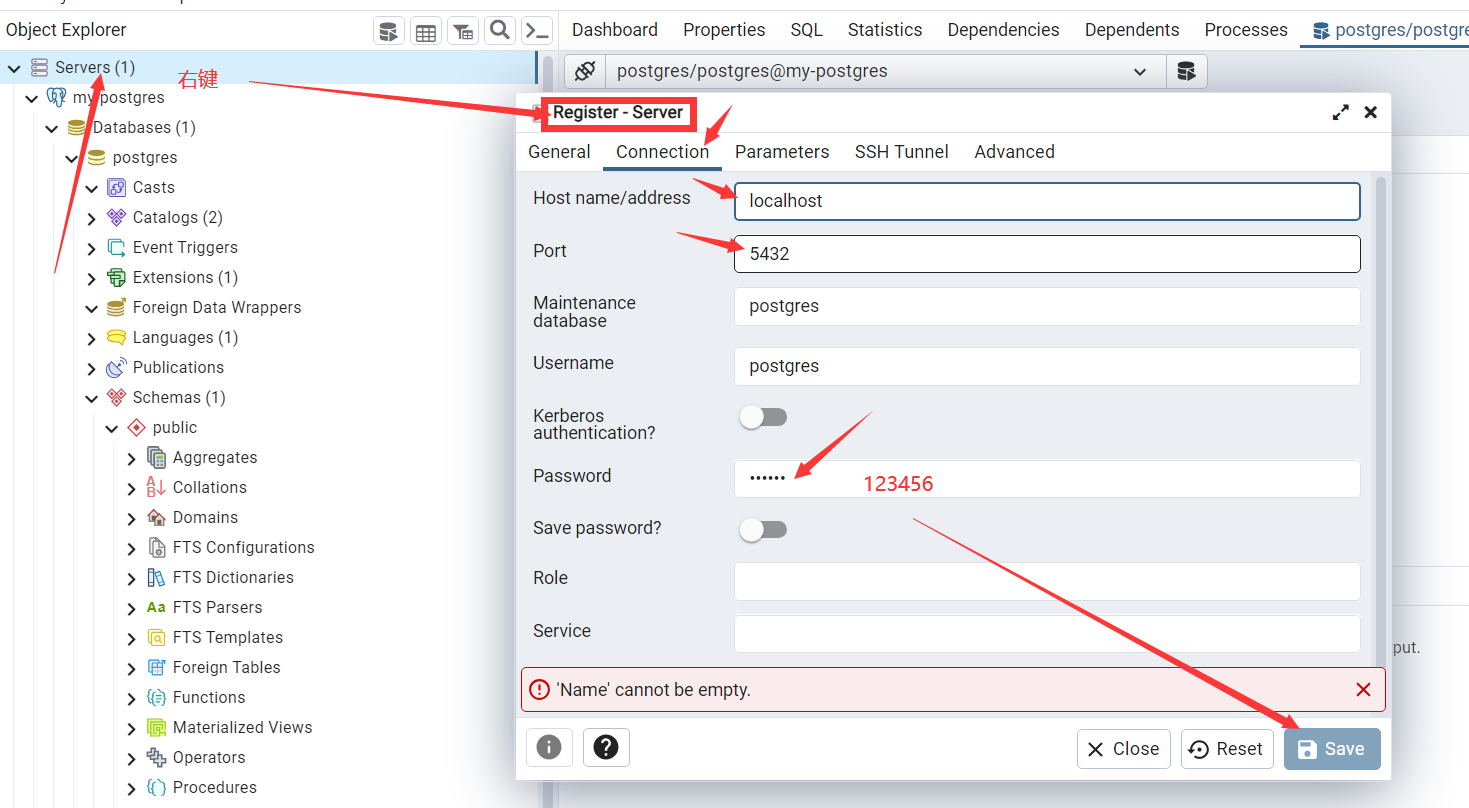 Object Explorer
Dashboard Properties SQL Statistics Dependencies Dependents Processes postgres/postgre
Servers (1)
右键
postgres/postgres@my-postgres
my-postgres
Databases (1)
postgres
Casts
Catalogs (2)
Event Triggers
Extensions (1)
Foreign Data Wrappers
Languages (1)
Publications
Schemas (1)
public
Aggregates
Collations
Domains
FTS Configurations
FTS Dictionaries
Aa FTS Parsers
FTS Templates
Foreign Tables
Functions
Materialized Views
Operators
Procedures
Register - Server
General Connection Parameters SSH Tunnel Advanced
Host name/address
localhost
Port
5432
Maintenance
database
postgres
Username
postgres
Kerberos
authentication?
Password
••••••
123456
Save password?
Role
Service
'Name' cannot be empty.
Close Reset Save
put.